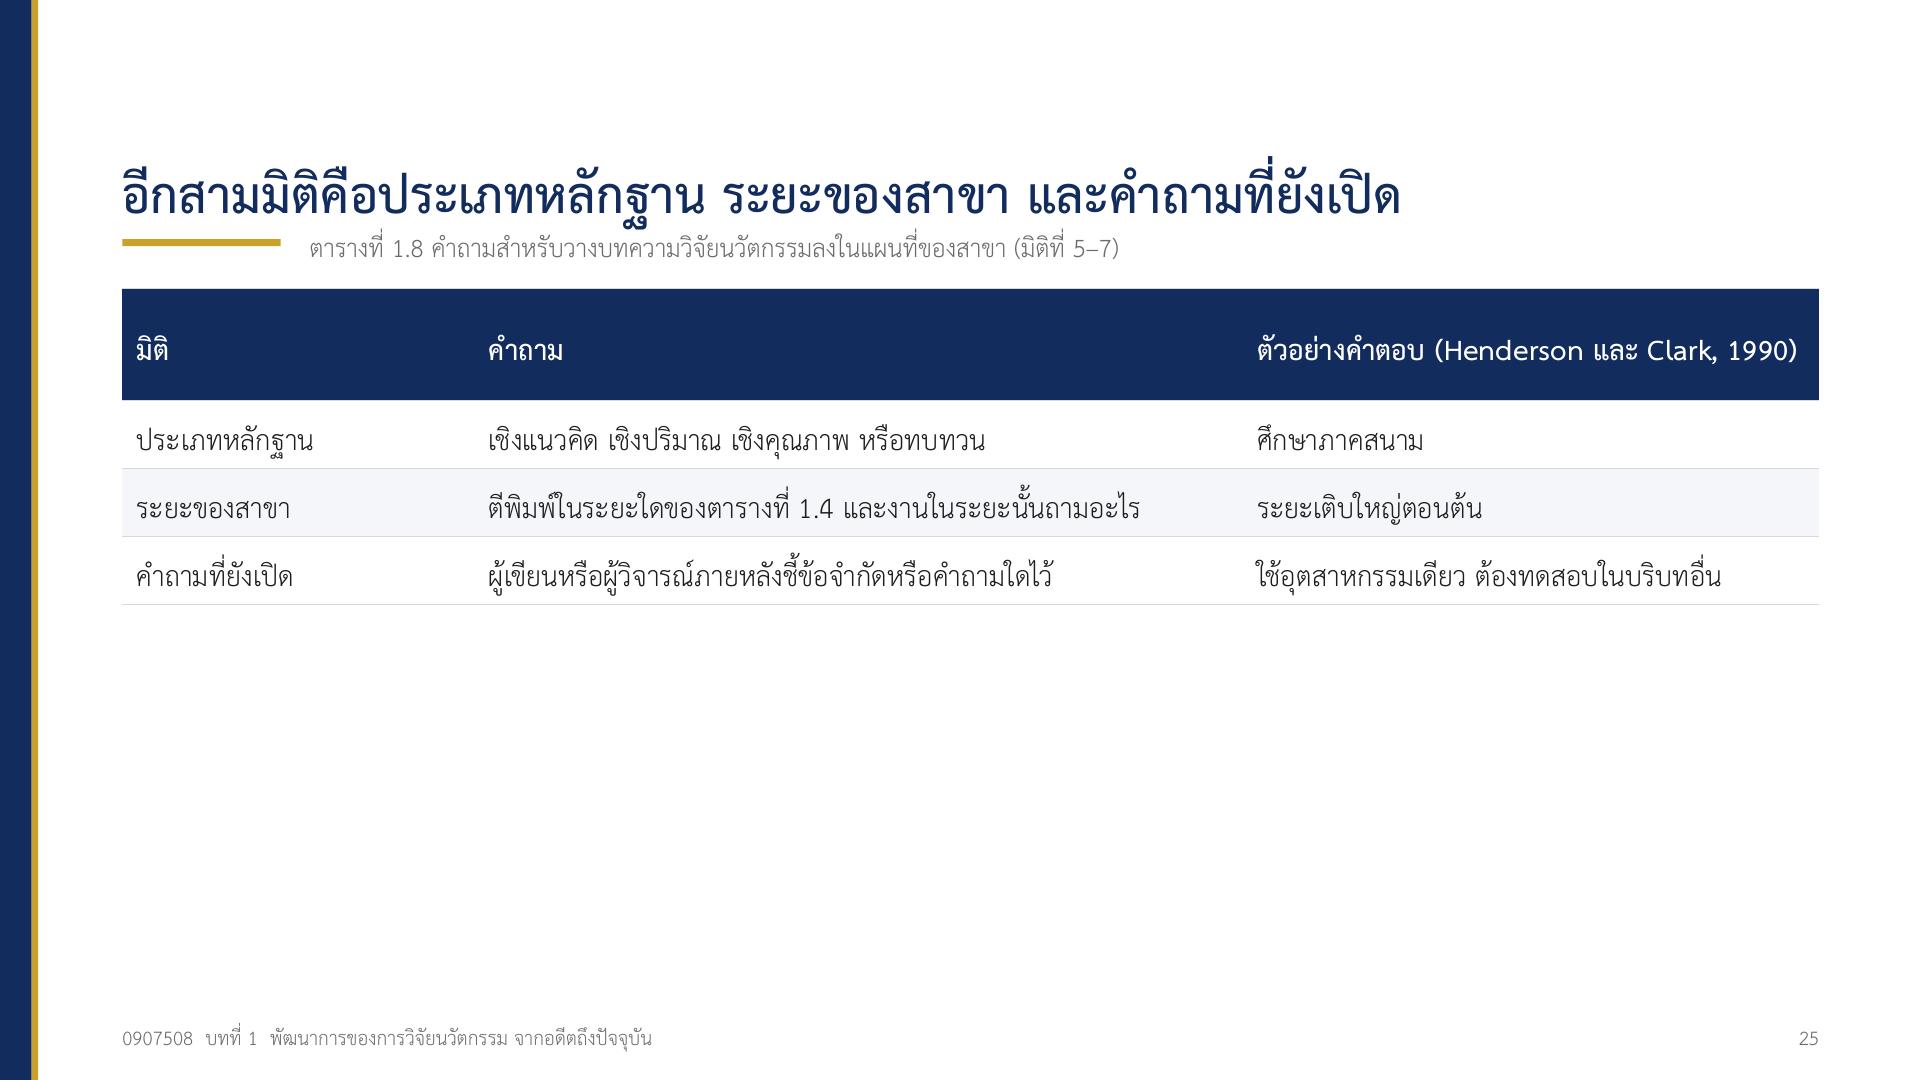 อีกสามมิติคือประเภทหลักฐาน ระยะของสาขา และคำถามที่ยังเปิด
ตารางที่ 1.8 คำถามสำหรับวางบทความวิจัยนวัตกรรมลงในแผนที่ของสาขา (มิติที่ 5–7)
มิติ คำถาม ตัวอย่างคำตอบ (Henderson และ Clark, 1990)
ประเภทหลักฐาน เชิงแนวคิด เชิงปริมาณ เชิงคุณภาพ หรือทบทวน ศึกษาภาคสนาม
ระยะของสาขา ตีพิมพ์ในระยะใดของตารางที่ 1.4 และงานในระยะนั้นถามอะไร ระยะเติบใหญ่ตอนต้น
คำถามที่ยังเปิด ผู้เขียนหรือผู้วิจารณ์ภายหลังชี้ข้อจำกัดหรือคำถามใดไว้ ใช้อุตสาหกรรมเดียว ต้องทดสอบในบริบทอื่น
0907508 บทที่ 1 พัฒนาการของการวิจัยนวัตกรรม จากอดีตถึงปัจจุบัน 25